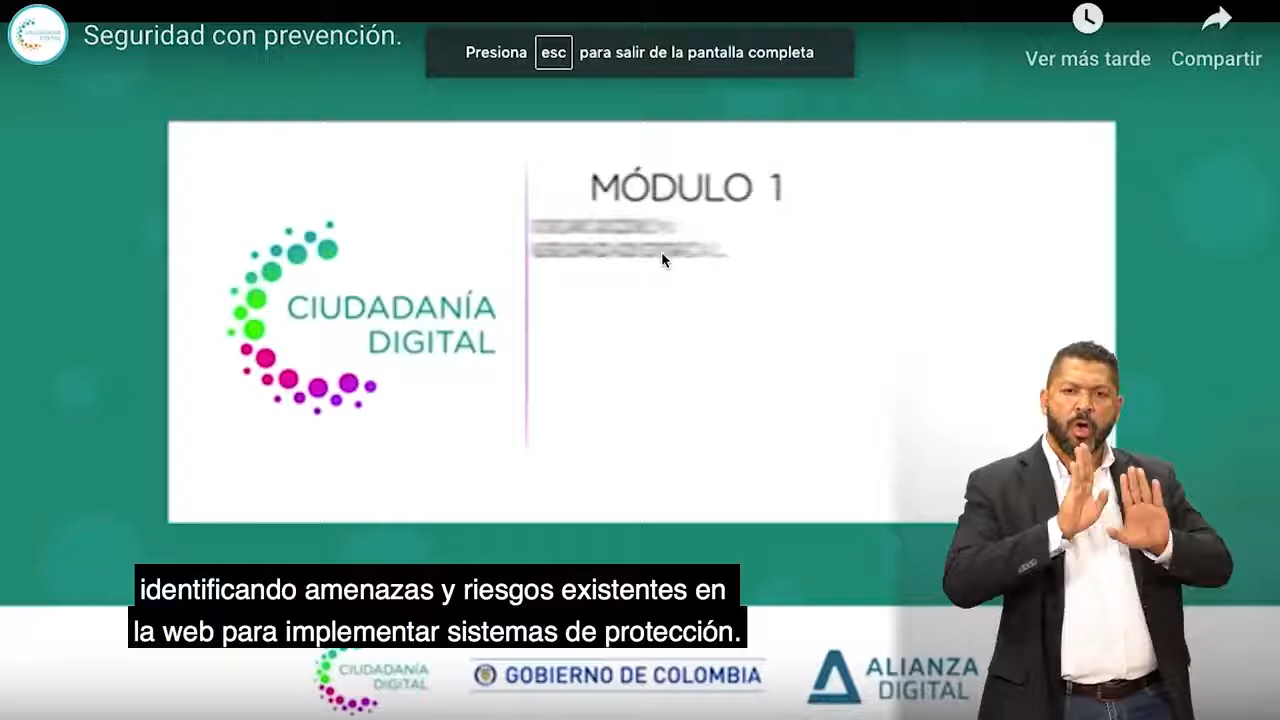 Seguridad con prevención.
Presiona esc para salir de la pantalla completa
Ver más tarde
Compartir
MÓDULO 1
CIUDADANÍA
DIGITAL
identificando amenazas y riesgos existentes en
la web para implementar sistemas de protección.
CIUDADANÍA
DIGITAL
GOBIERNO DE COLOMBIA
ALIANZA
DIGITAL